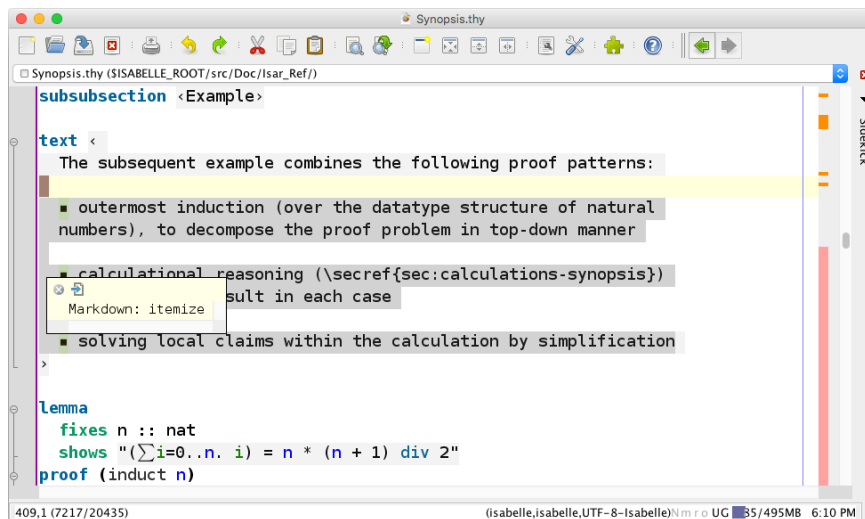 Synopsis.thy
Synopsis.thy ($ISABELLE_ROOT/src/Doc/Isar_Ref/)
subsubsection ‹Example›
text ‹
The subsequent example combines the following proof patterns:
▪ outermost induction (over the datatype structure of natural
numbers), to decompose the proof problem in top-down manner
▪ calculational reasoning (\secref{sec:calculations-synopsis})
sult in each case
Markdown: itemize
▪ solving local claims within the calculation by simplification
›
lemma
fixes n :: nat
shows "(∑i=0..n. i) = n * (n + 1) div 2"
proof (induct n)
Sidekick
409,1 (7217/20435) (isabelle,isabelle,UTF-8-Isabelle)N m r o UG 35/495MB 6:10 PM